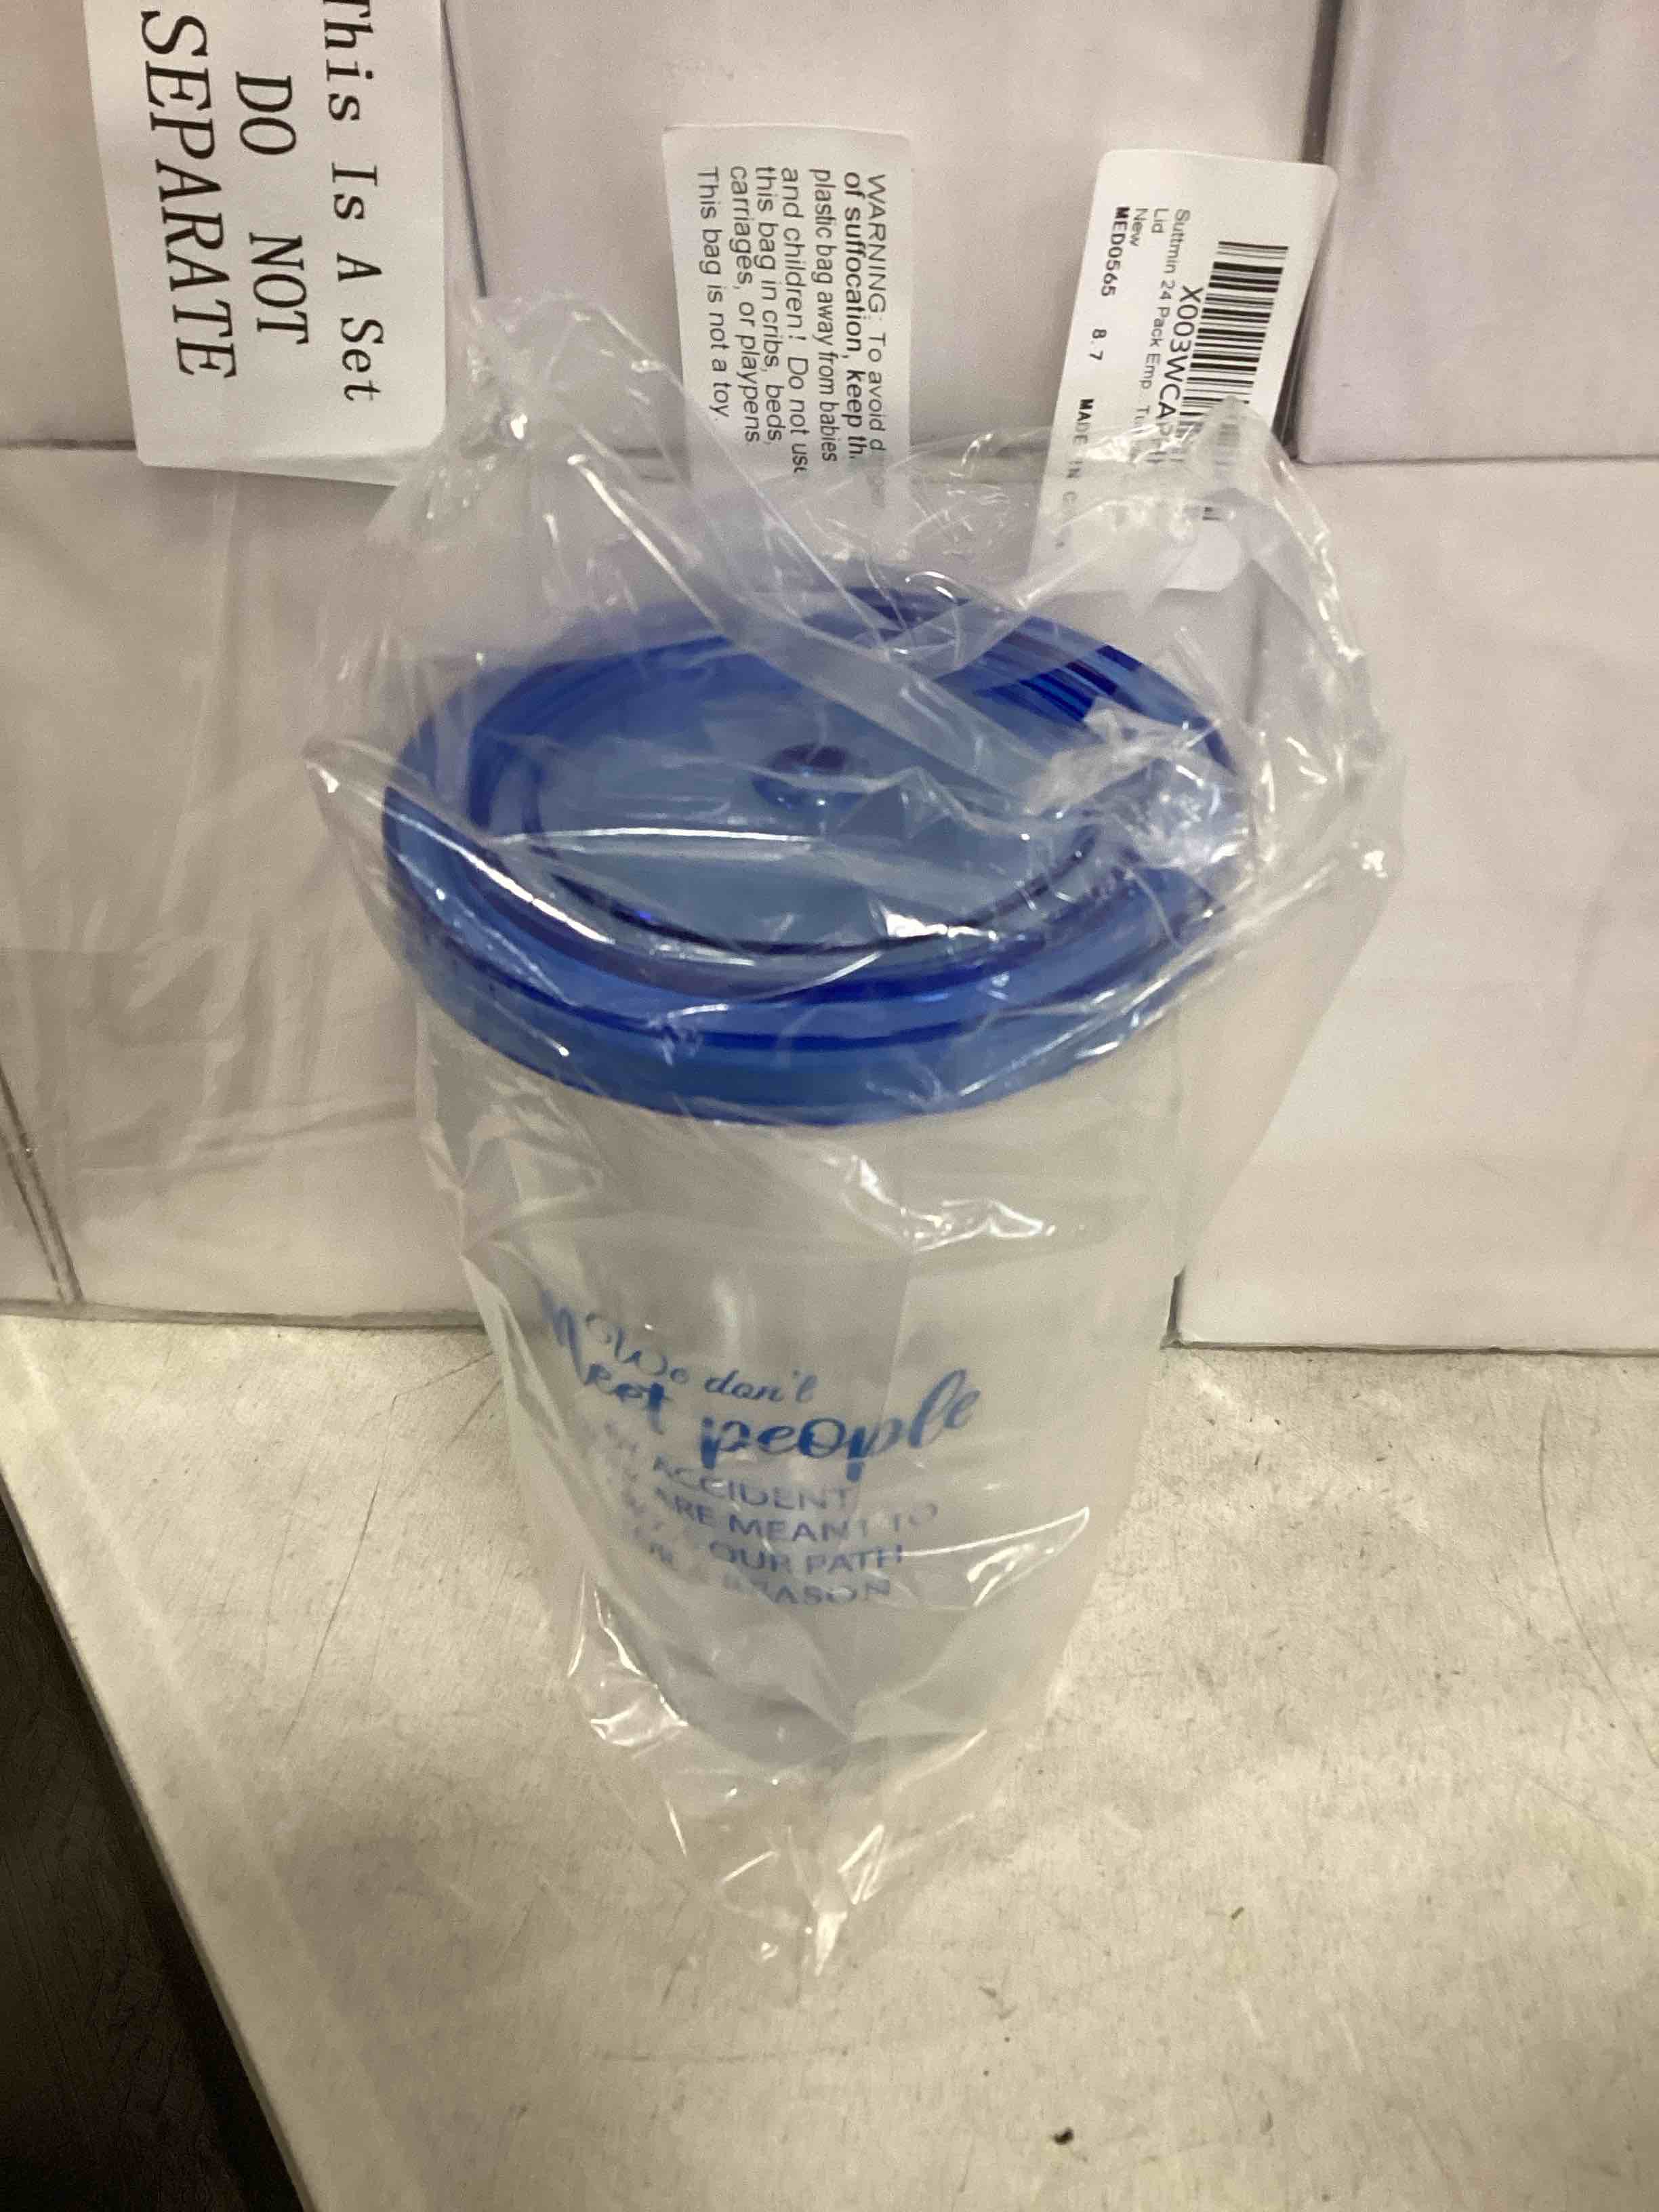 This Is A Set
DO NOT
SEPARATE
WARNING: To avoid
of suffocation, keep
plastic bag away from babies
and children! Do not
this bag in cribs, beds,
carriages, or playpens.
This bag is not a toy.
Suttmin 24 Pack Emp
Lid
New
MED0565 8.7 MADE IN
We don't
Meet people
ACCIDENT
ARE MEANT TO
OUR PATH
REASON